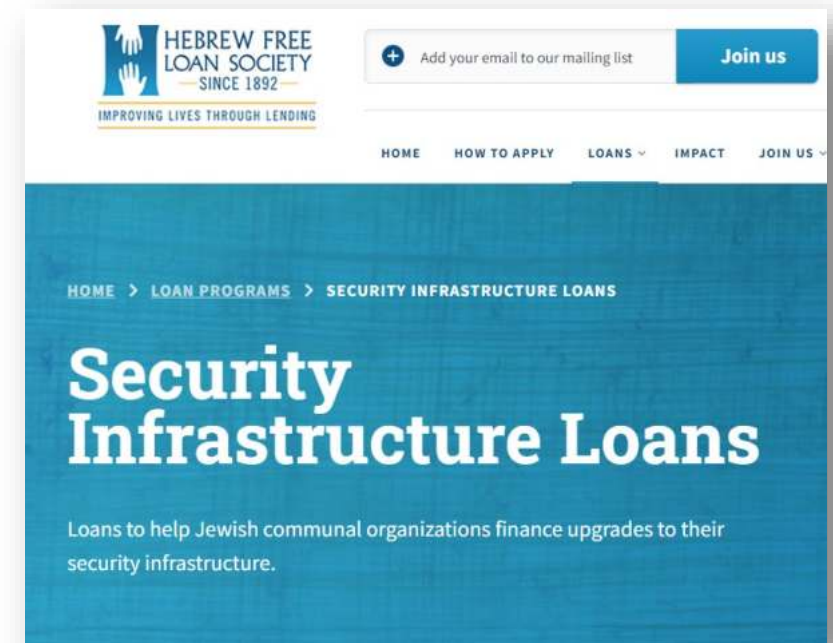 HEBREW FREE
LOAN SOCIETY
SINCE 1892
IMPROVING LIVES THROUGH LENDING
Add your email to our mailing list
Join us
HOME HOW TO APPLY LOANS IMPACT JOIN US
HOME > LOAN PROGRAMS > SECURITY INFRASTRUCTURE LOANS
Security
Infrastructure Loans
Loans to help Jewish communal organizations finance upgrades to their
security infrastructure.